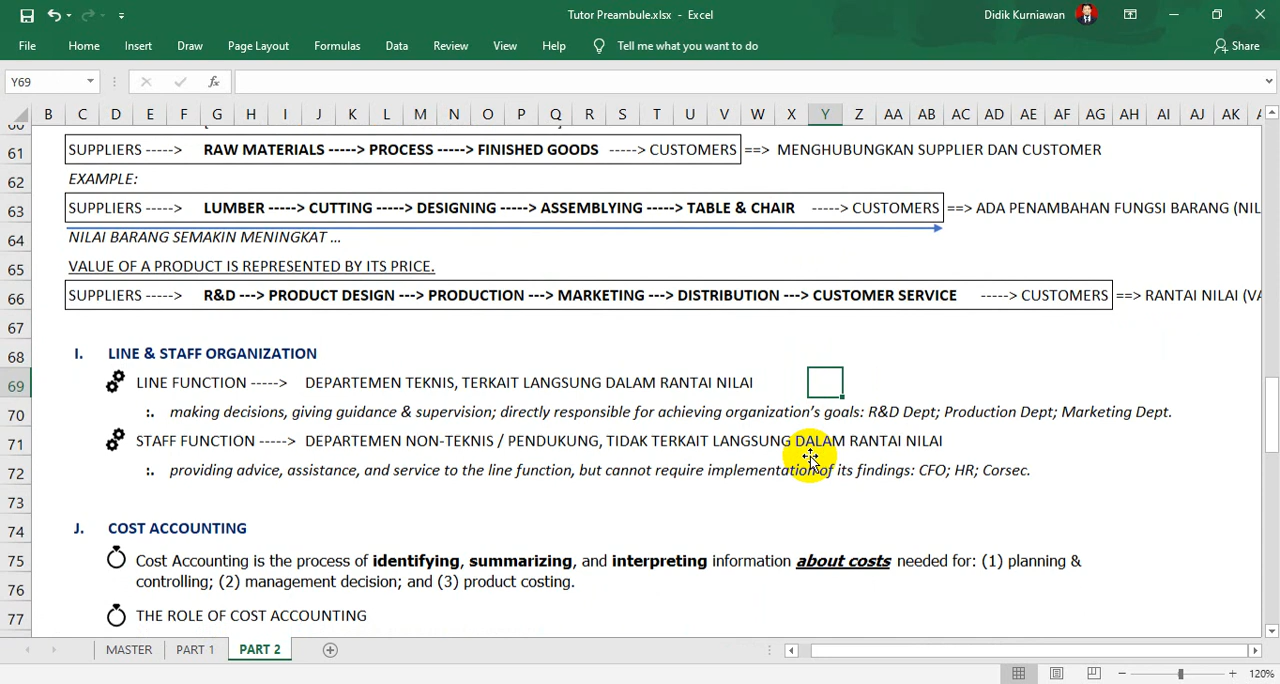 Tutor Preambule.xlsx - Excel
Didik Kurniawan
File Home Insert Draw Page Layout Formulas Data Review View Help Tell me what you want to do Share
Y69 fx
B C D E F G H I J K L M N O P Q R S T U V W X Y Z AA AB AC AD AE AF AG AH AI AJ AK
61 SUPPLIERS -----> RAW MATERIALS -----> PROCESS -----> FINISHED GOODS -----> CUSTOMERS ==> MENGHUBUNGKAN SUPPLIER DAN CUSTOMER
62 EXAMPLE:
63 SUPPLIERS -----> LUMBER -----> CUTTING -----> DESIGNING -----> ASSEMBLYING -----> TABLE & CHAIR -----> CUSTOMERS ==> ADA PENAMBAHAN FUNGSI BARANG (NIL
64 NILAI BARANG SEMAKIN MENINGKAT ...
65 VALUE OF A PRODUCT IS REPRESENTED BY ITS PRICE.
66 SUPPLIERS -----> R&D ---> PRODUCT DESIGN ---> PRODUCTION ---> MARKETING ---> DISTRIBUTION ---> CUSTOMER SERVICE -----> CUSTOMERS ==> RANTAI NILAI (VA
67
68 I. LINE & STAFF ORGANIZATION
69 LINE FUNCTION -----> DEPARTEMEN TEKNIS, TERKAIT LANGSUNG DALAM RANTAI NILAI
70 :. making decisions, giving guidance & supervision; directly responsible for achieving organization's goals: R&D Dept; Production Dept; Marketing Dept.
71 STAFF FUNCTION -----> DEPARTEMEN NON-TEKNIS / PENDUKUNG, TIDAK TERKAIT LANGSUNG DALAM RANTAI NILAI
72 :. providing advice, assistance, and service to the line function, but cannot require implementation of its findings: CFO; HR; Corsec.
73
74 J. COST ACCOUNTING
75 Cost Accounting is the process of identifying, summarizing, and interpreting information about costs needed for: (1) planning &
76 controlling; (2) management decision; and (3) product costing.
77 THE ROLE OF COST ACCOUNTING
MASTER PART 1 PART 2
120%